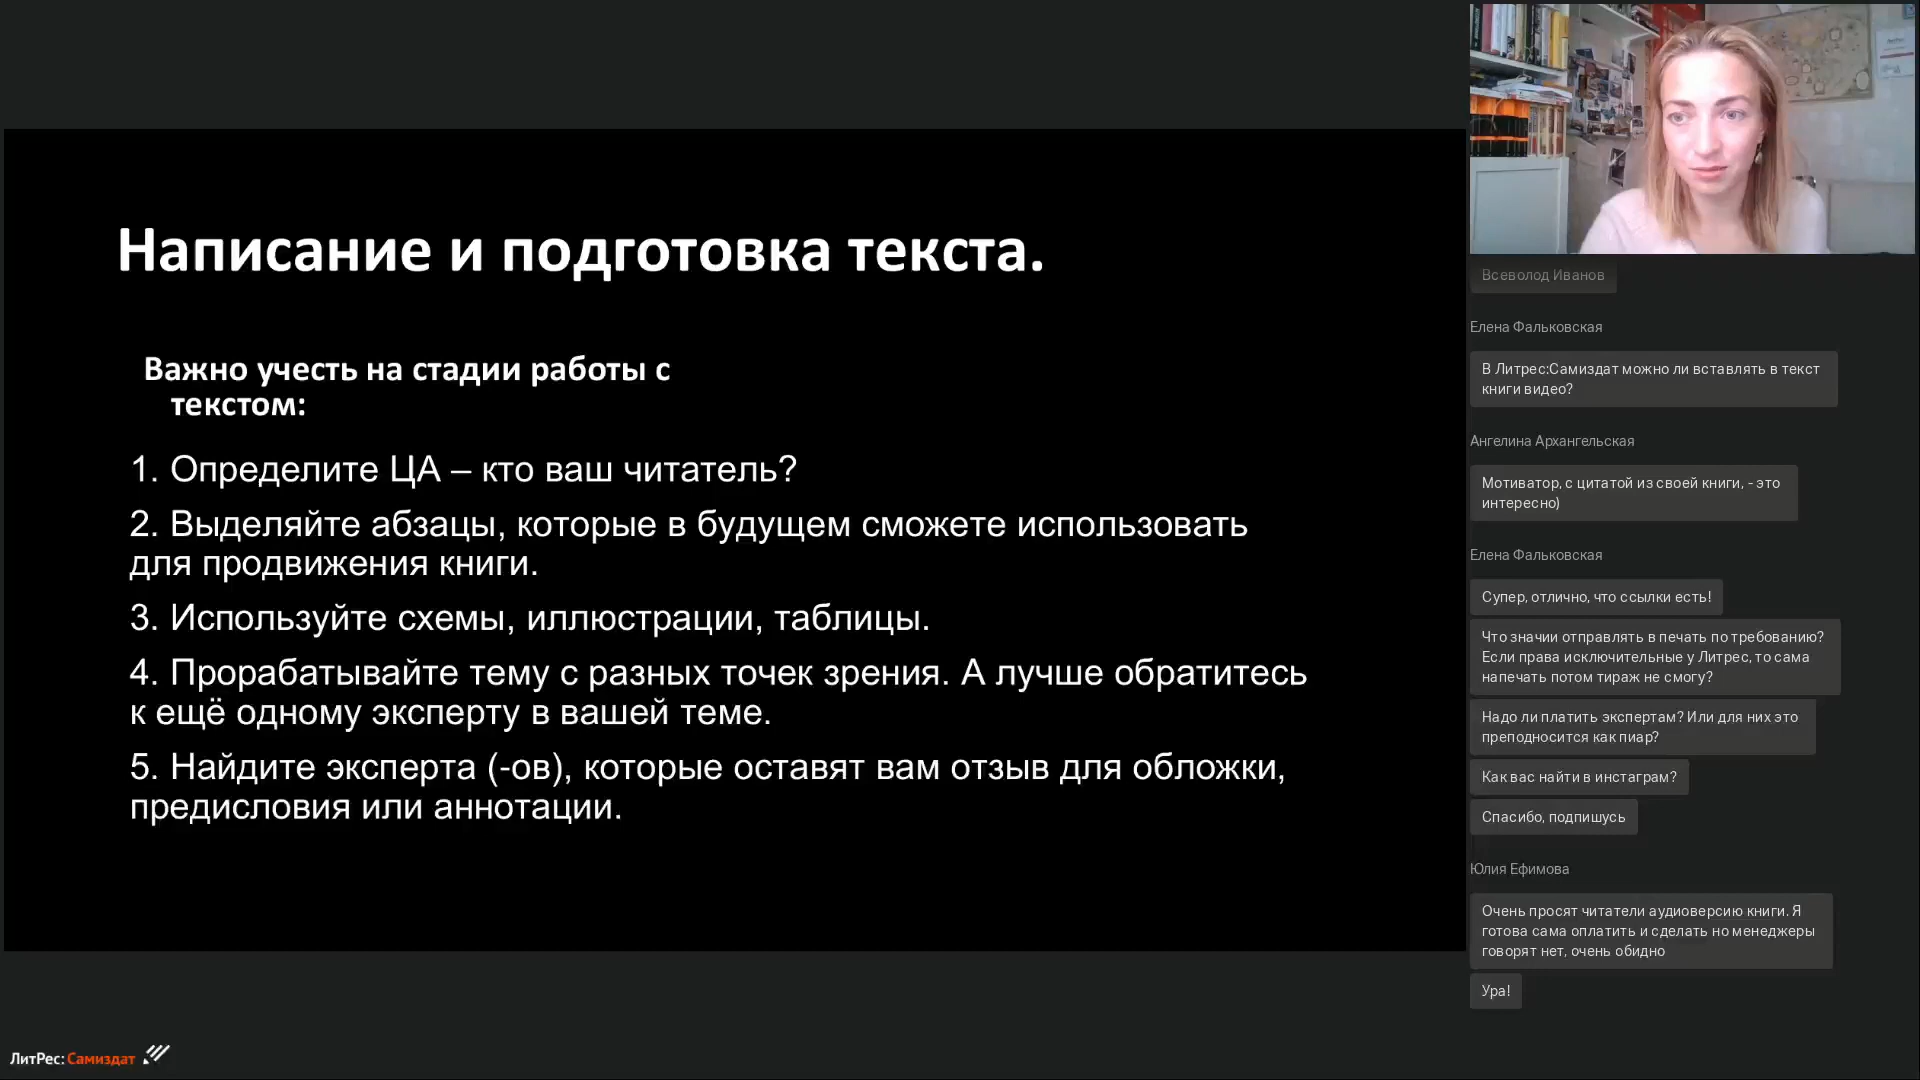 Написание и подготовка текста.
Важно учесть на стадии работы с
текстом:
1. Определите ЦА – кто ваш читатель?
2. Выделяйте абзацы, которые в будущем сможете использовать
для продвижения книги.
3. Используйте схемы, иллюстрации, таблицы.
4. Прорабатывайте тему с разных точек зрения. А лучше обратитесь
к ещё одному эксперту в вашей теме.
5. Найдите эксперта (-ов), которые оставят вам отзыв для обложки,
предисловия или аннотации.
ЛитРес: Самиздат
Всеволод Иванов
Елена Фальковская
В Литрес:Самиздат можно ли вставлять в текст
книги видео?
Ангелина Архангельская
Мотиватор, с цитатой из своей книги, - это
интересно)
Елена Фальковская
Супер, отлично, что ссылки есть!
Что значии отправлять в печать по требованию?
Если права исключительные у Литрес, то сама
напечать потом тираж не смогу?
Надо ли платить экспертам? Или для них это
преподносится как пиар?
Как вас найти в инстаграм?
Спасибо, подпишусь
Юлия Ефимова
Очень просят читатели аудиоверсию книги. Я
готова сама оплатить и сделать но менеджеры
говорят нет, очень обидно
Ура!